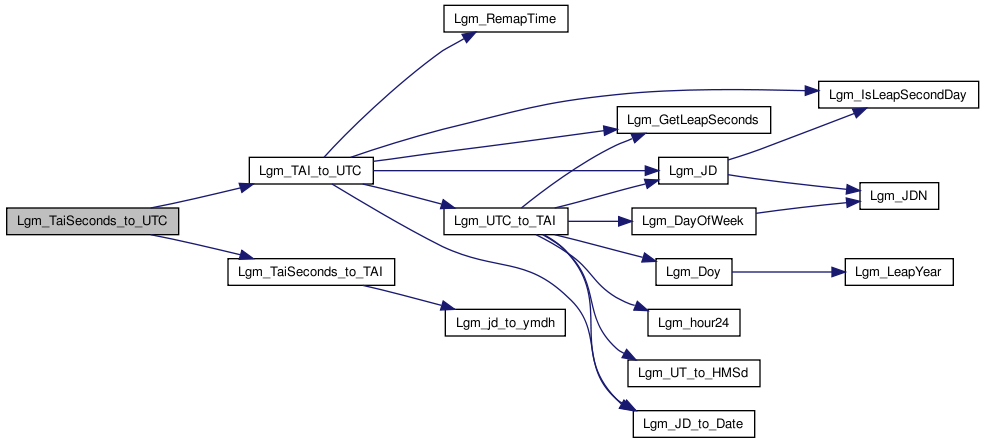 Lgm_RemapTime
Lgm_IsLeapSecondDay
Lgm_GetLeapSeconds
Lgm_TAI_to_UTC
Lgm_JD
Lgm_JDN
Lgm_TaiSeconds_to_UTC
Lgm_UTC_to_TAI
Lgm_DayOfWeek
Lgm_TaiSeconds_to_TAI
Lgm_Doy
Lgm_LeapYear
Lgm_jd_to_ymdh
Lgm_hour24
Lgm_UT_to_HMSd
Lgm_JD_to_Date